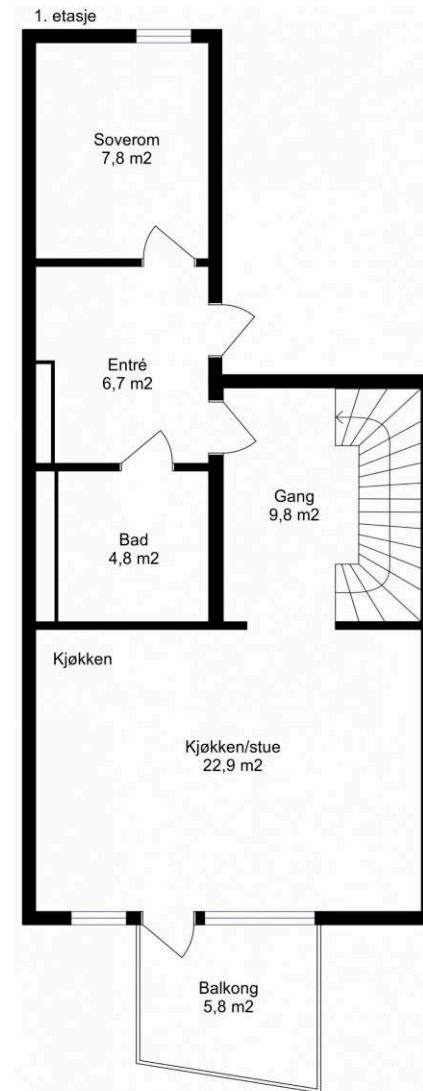 1. etasje
Soverom
7,8 m2
Entré
6,7 m2
Gang
9,8 m2
Bad
4,8 m2
Kjøkken
Kjøkken/stue
22,9 m2
Balkong
5,8 m2